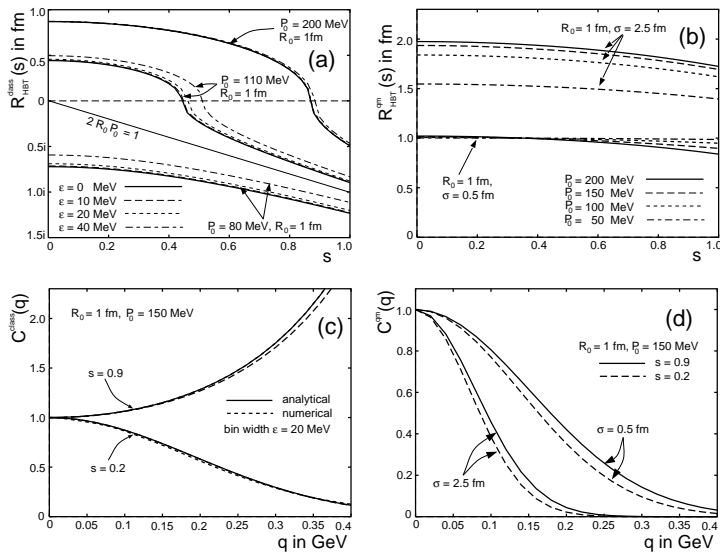 P₀ = 200 MeV
R₀ = 1fm
(a)
P₀ = 110 MeV
R₀ = 1 fm
2 R₀ P₀ = 1
ε = 0 MeV
ε = 10 MeV
ε = 20 MeV
ε = 40 MeV
P₀ = 80 MeV, R₀ = 1 fm
R class HBT (s) in fm
0.5
0
0.5i
1.0i
1.5i
0 0.2 0.4 0.6 0.8 1.0
s
R₀ = 1 fm, σ = 2.5 fm
(b)
R₀ = 1 fm,
σ = 0.5 fm
P₀ = 200 MeV
P₀ = 150 MeV
P₀ = 100 MeV
P₀ = 50 MeV
R qm HBT (s) in fm
2.0
1.5
1.0
0.5
0 0.2 0.4 0.6 0.8 1.0
s
R₀ = 1 fm, P₀ = 150 MeV
(c)
s = 0.9
analytical
numerical
bin width ε = 20 MeV
s = 0.2
C class (q)
2.0
1.5
1.0
0.5
0 0.05 0.1 0.15 0.2 0.25 0.3 0.35 0.4
q in GeV
(d)
R₀ = 1 fm, P₀ = 150 MeV
s = 0.9
s = 0.2
σ = 0.5 fm
σ = 2.5 fm
C qm (q)
1.0
0.8
0.6
0.4
0.2
0.0
0 0.05 0.1 0.15 0.2 0.25 0.3 0.35 0.4
q in GeV